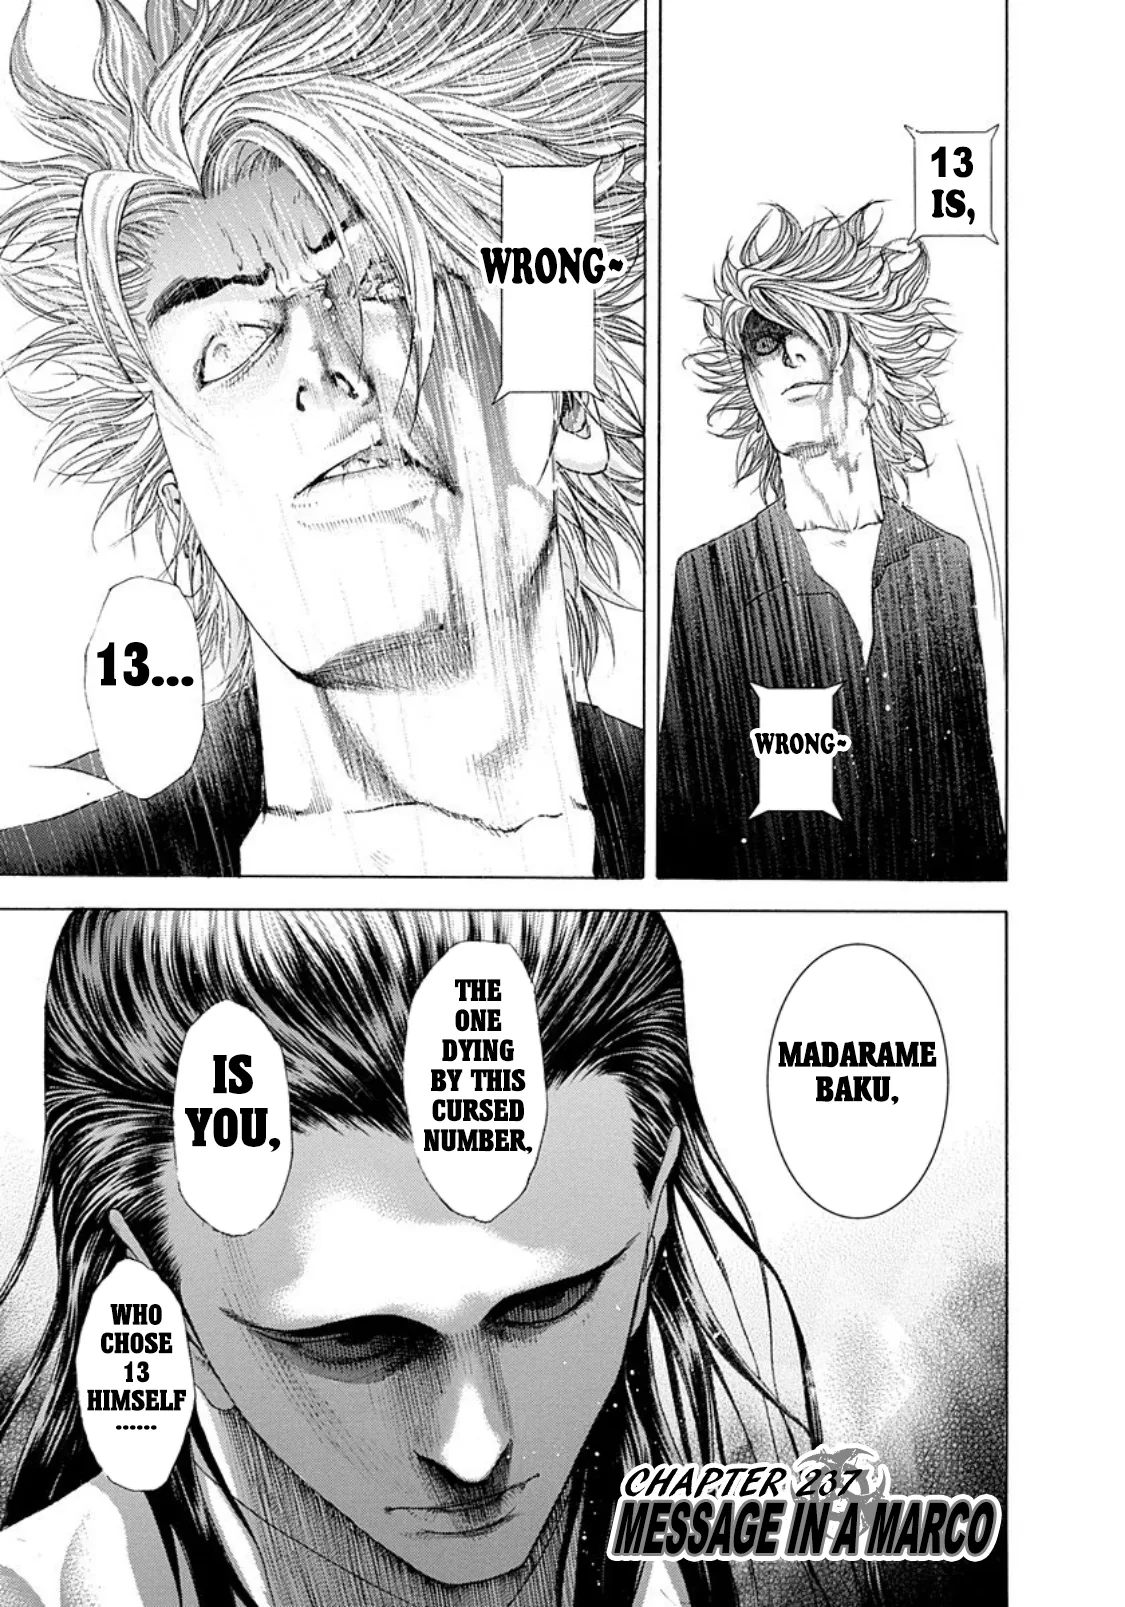 13
IS,
WRONG~
WRONG~
13...
MADARAME
BAKU,
THE
ONE
DYING
BY THIS
CURSED
NUMBER,
IS
YOU,
WHO
CHOSE
13
HIMSELF
......
CHAPTER 237
MESSAGE IN A MARCO